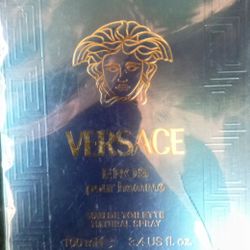 VERSACE
EROS
pour homme
EAU DE TOILETTE
NATURAL SPRAY
100 ml e 3.4 US fl. oz.